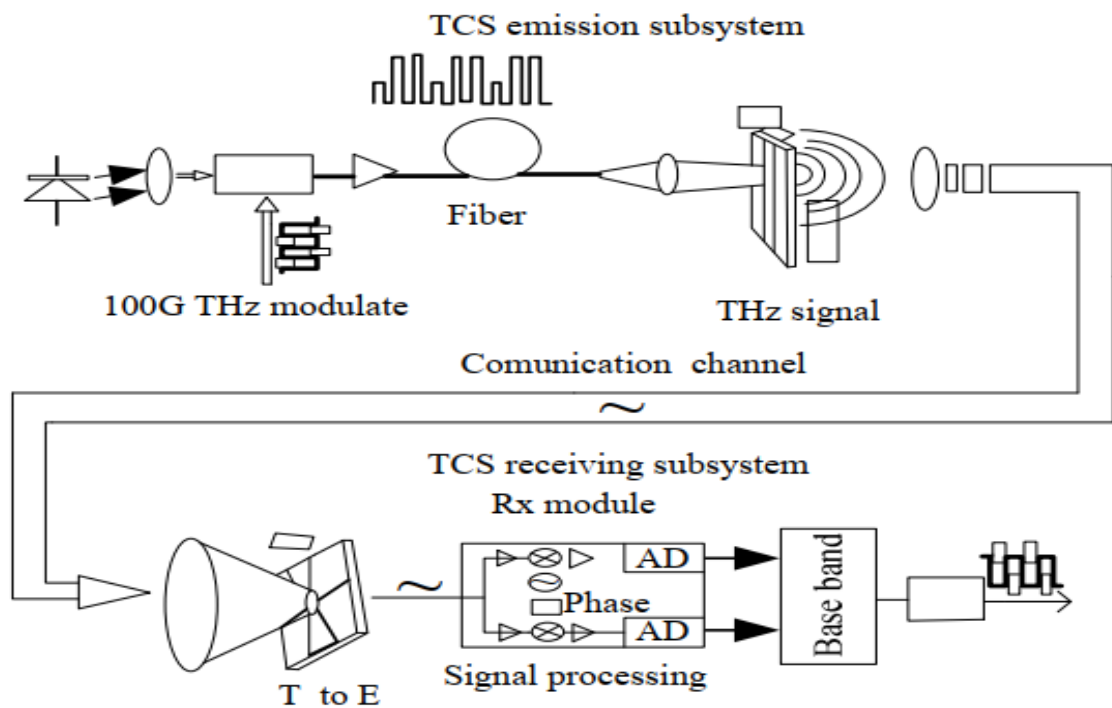 TCS emission subsystem
Fiber
100G THz modulate
THz signal
Comunication channel
TCS receiving subsystem
Rx module
AD
Phase
AD
Base band
Signal processing
T to E